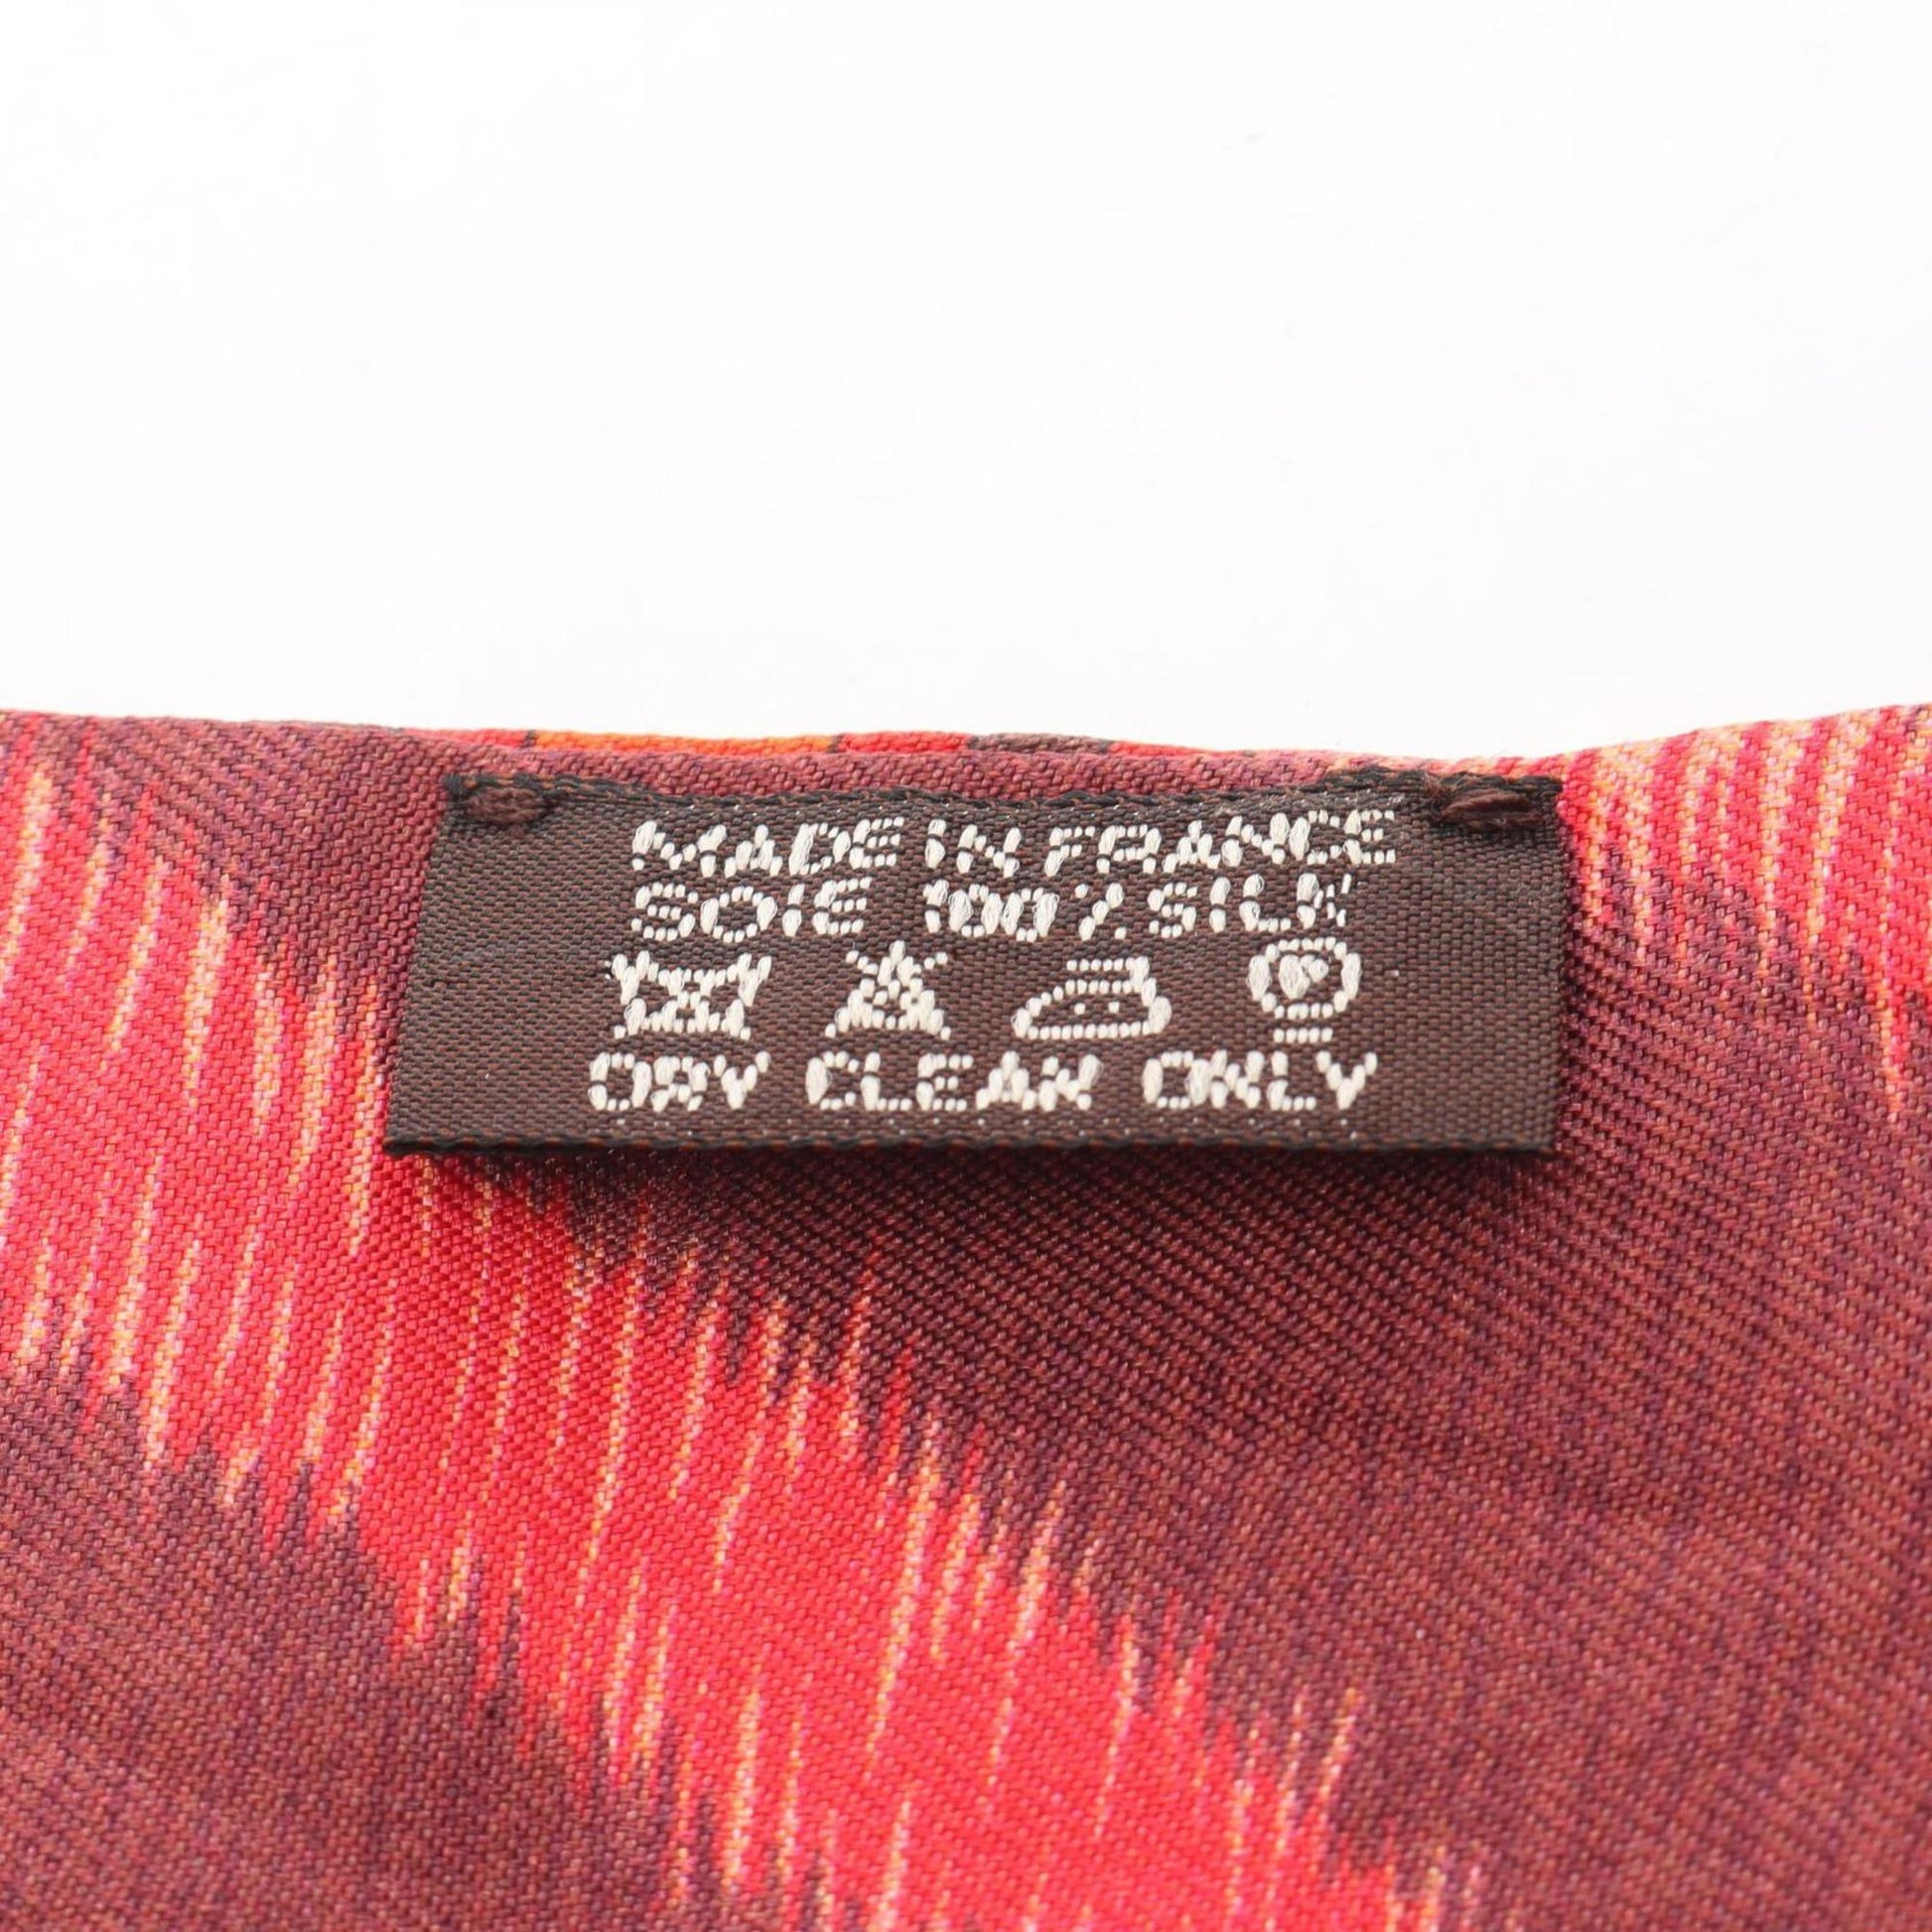 MADE IN FRANCE
SOIE 100% SILK
P
DRY CLEAN ONLY